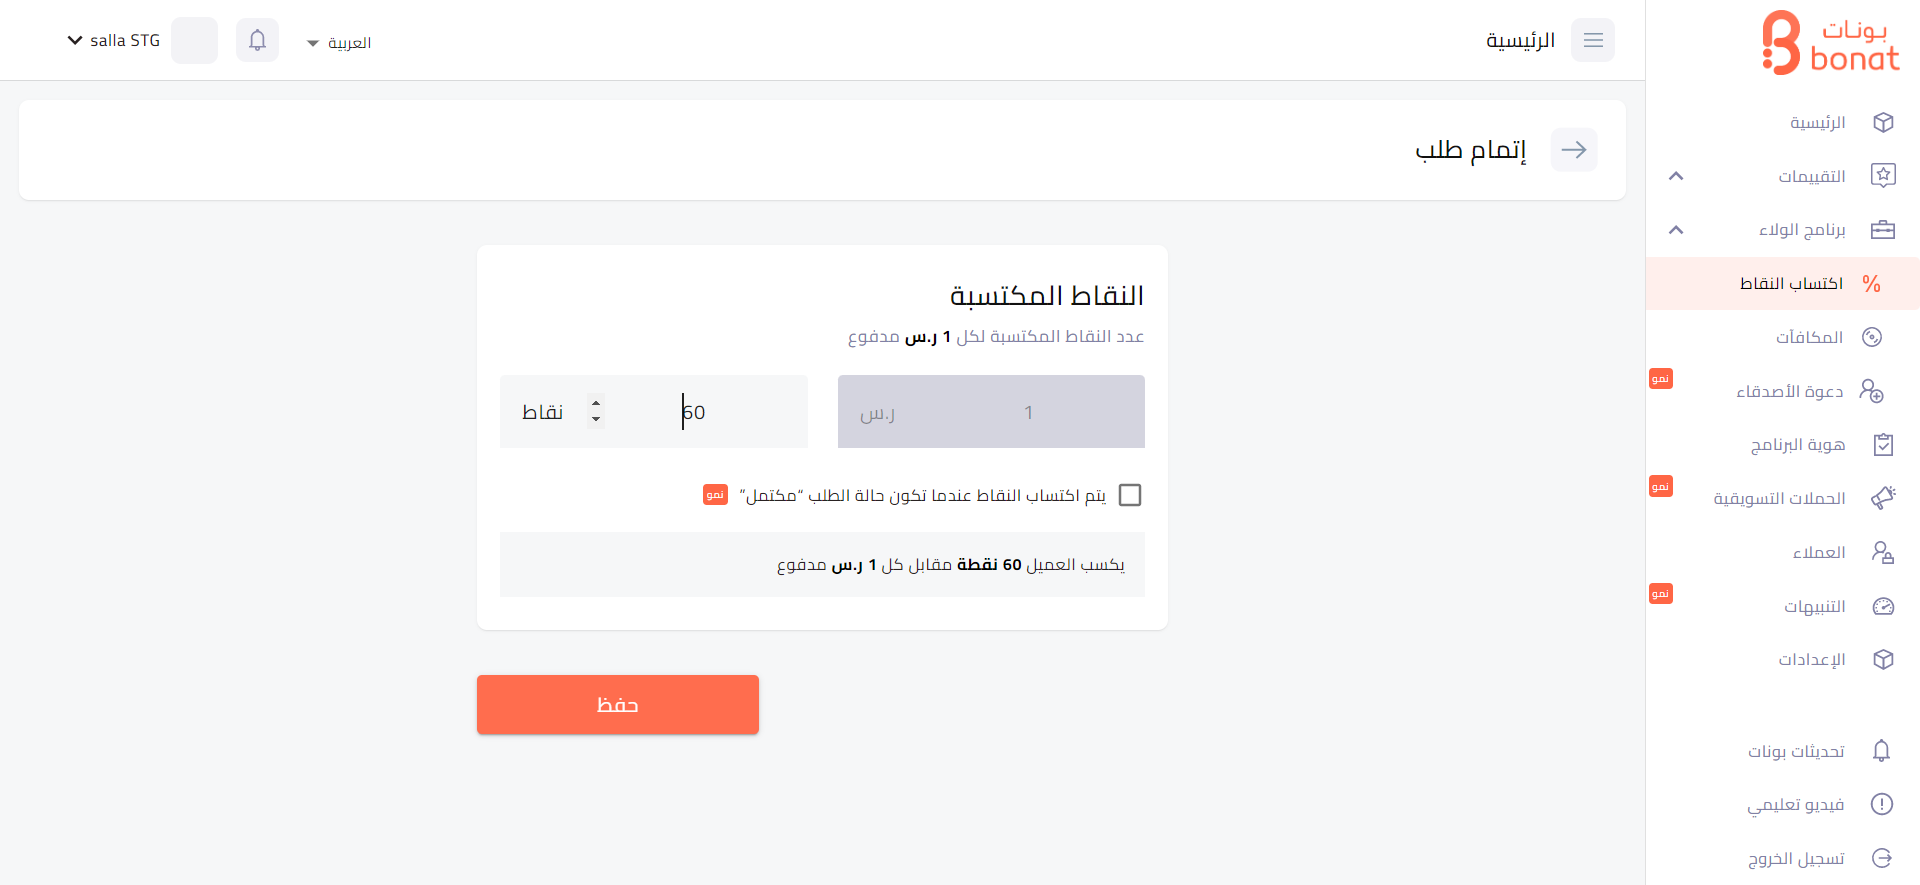 بونات
bonat
الرئيسية
التقييمات
برنامج الولاء
% اكتساب النقاط
المكافآت
دعوة الأصدقاء نمو
هوية البرنامج
الحملات التسويقية نمو
العملاء
التنبيهات نمو
الإعدادات
تحديثات بونات
فيديو تعليمي
تسجيل الخروج
الرئيسية
العربية
salla STG
إتمام طلب
النقاط المكتسبة
عدد النقاط المكتسبة لكل 1 ر.س مدفوع
1 ر.س
60 نقاط
يتم اكتساب النقاط عندما تكون حالة الطلب “مكتمل” نمو
يكسب العميل 60 نقطة مقابل كل 1 ر.س مدفوع
حفظ